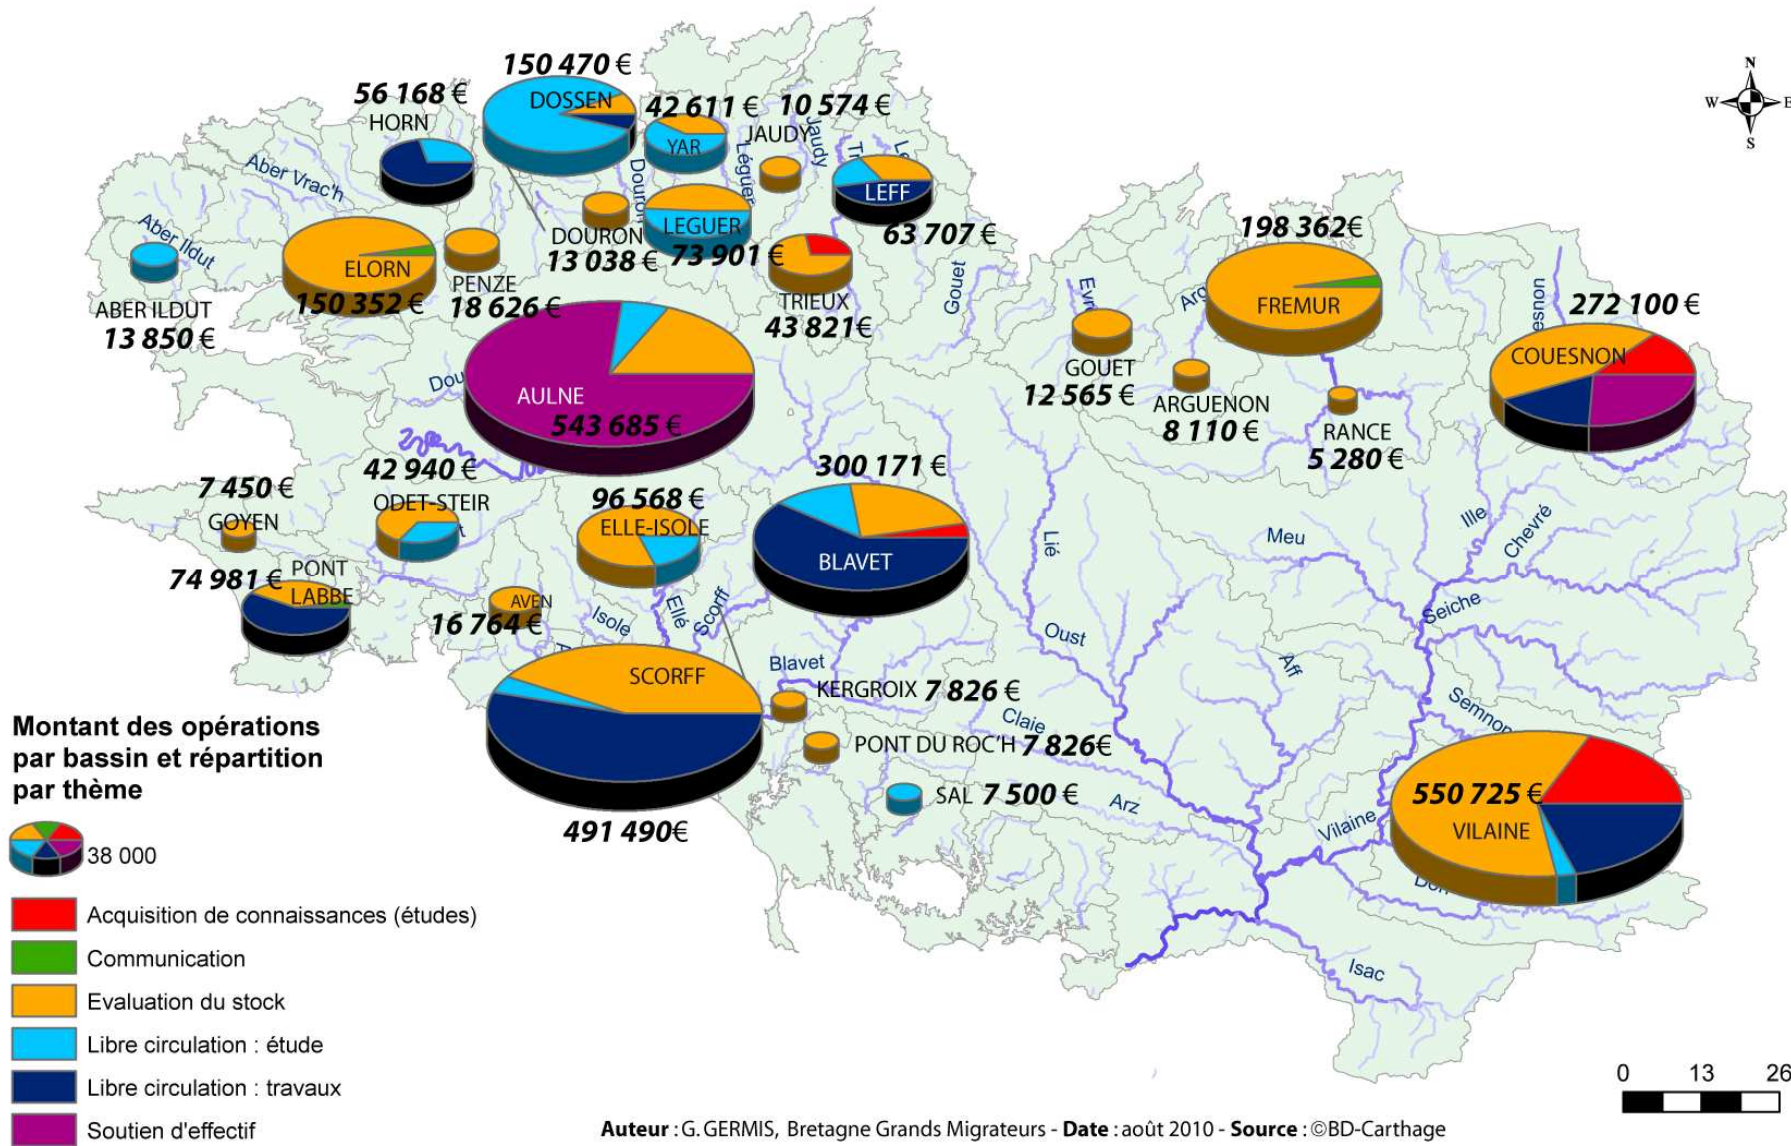 150 470 €
DOSSEN
56 168 €
HORN
42 611 €
YAR
10 574 €
JAUDY
Jaudy
N
W E
S
Aber Vrac'h
Aber Ildut
ABER ILDUT
13 850 €
ELORN
150 352 €
PENZE
18 626 €
Douron
DOURON
13 038 €
Léguer
LEGUER
73 901 €
LEFF
63 707 €
TRIEUX
43 821€
Gouet
198 362€
FREMUR
GOUET
12 565 €
ARGUENON
8 110 €
RANCE
5 280 €
272 100 €
COUESNON
AULNE
543 685 €
7 450 €
GOYEN
42 940 €
ODET-STEIR
96 568 €
ELLE-ISOLE
300 171 €
BLAVET
74 981 €
PONT
LABBE
AVEN
16 764 €
Isole
Ellé
Scorff
SCORFF
491 490€
Blavet
KERGROIX 7 826 €
PONT DU ROC'H 7 826€
SAL 7 500 €
Claie
Arz
Lié
Oust
Aff
Meu
Ille
Chevré
Seiche
Vilaine
550 725 €
VILAINE
Isac
Montant des opérations
par bassin et répartition
par thème
38 000
Acquisition de connaissances (études)
Communication
Evaluation du stock
Libre circulation : étude
Libre circulation : travaux
Soutien d'effectif
0 13 26
Auteur : G. GERMIS, Bretagne Grands Migrateurs - Date : août 2010 - Source : ©BD-Carthage